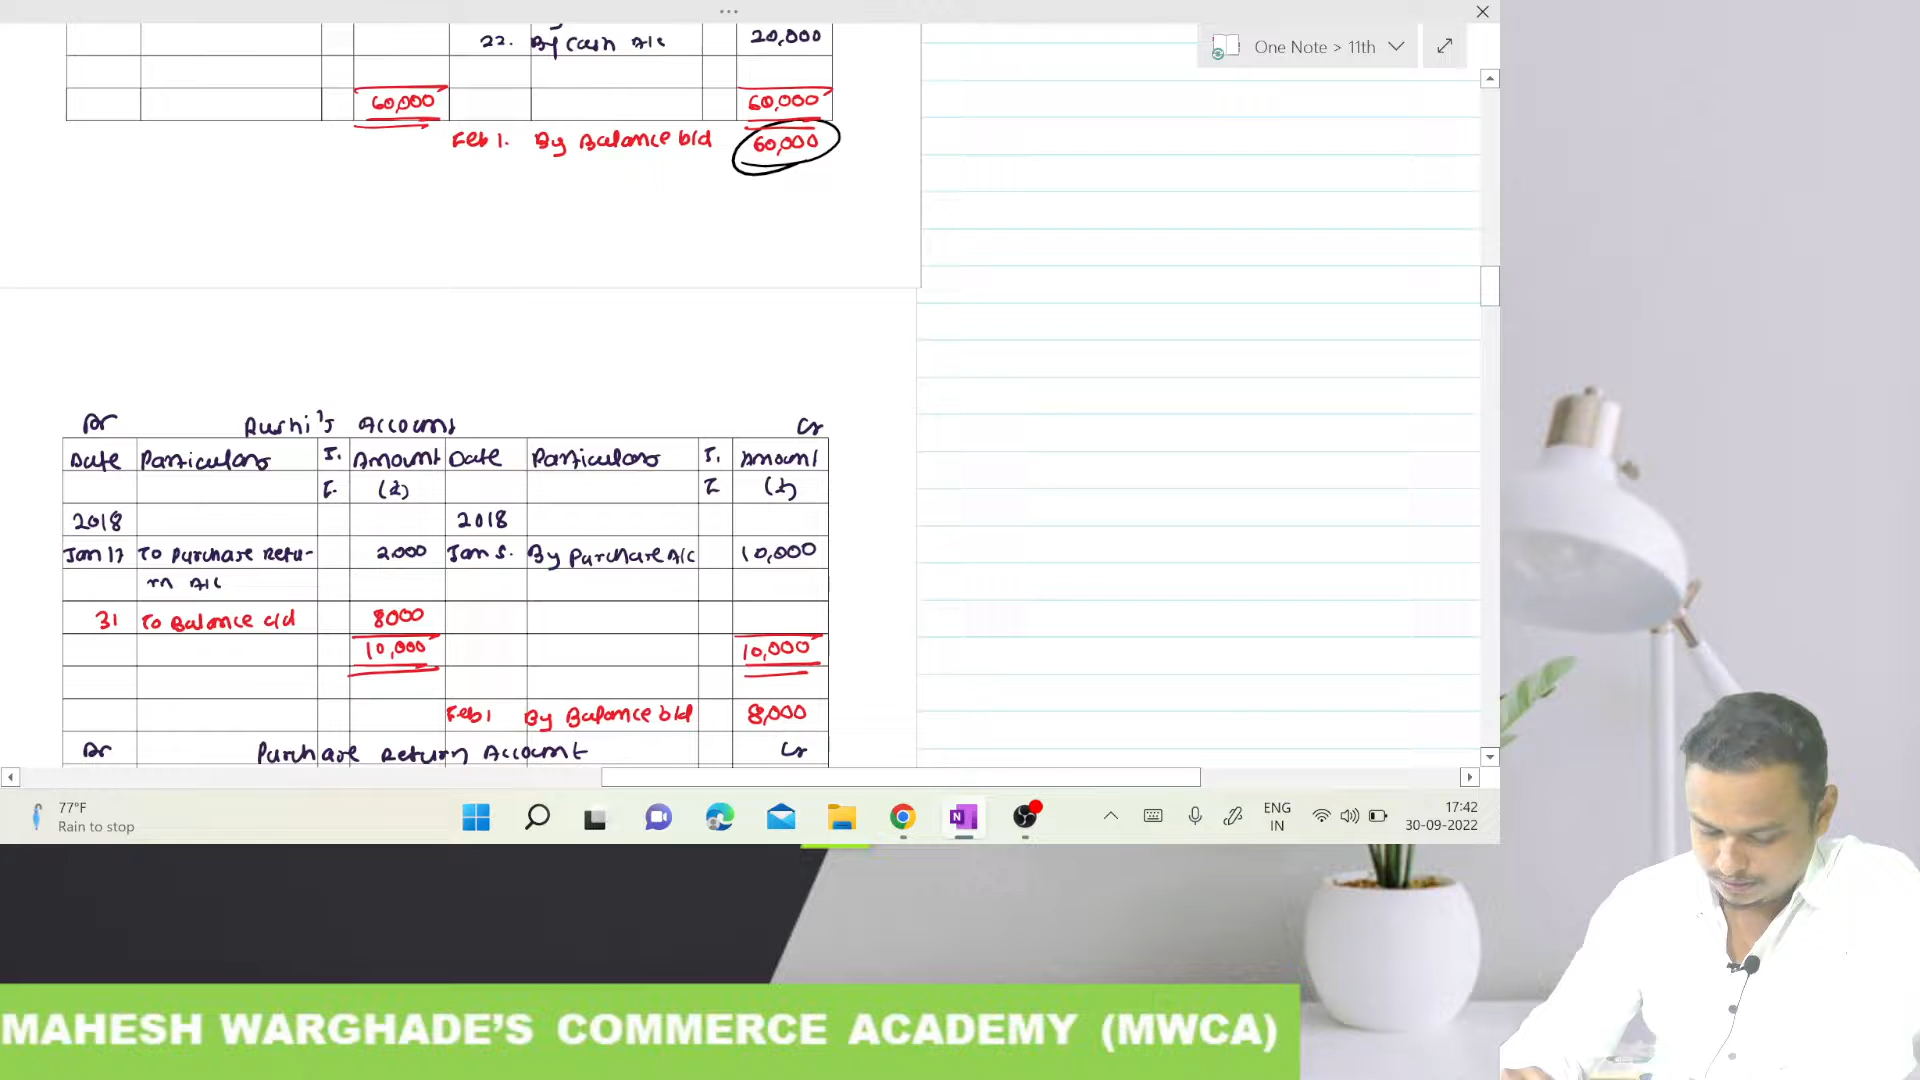 One Note > 11th
22. By Cash A/c 20,000
60,000 60,000
Feb 1. By Balance b/d 60,000
Dr Rushi's Account Cr
Date Particulars J. Amount Date Particulars J. Amount
F. (₹) F (₹)
2018 2018
Jan 17 To Purchase Retu- 2000 Jan 5. By Purchase A/c 10,000
rn A/c
31 To Balance c/d 8000
10,000 10,000
Feb 1 By Balance b/d 8,000
Dr Purchase Return Account Cr
77°F
Rain to stop
ENG
IN
17:42
30-09-2022
MAHESH WARGHADE'S COMMERCE ACADEMY (MWCA)